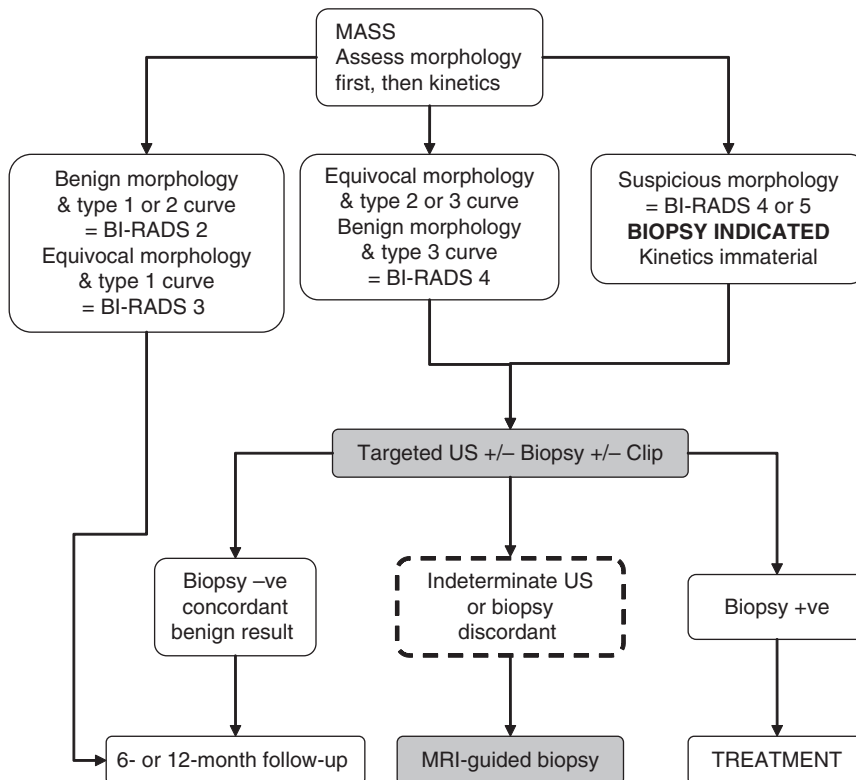 MASS
Assess morphology
first, then kinetics
Benign morphology
& type 1 or 2 curve
= BI-RADS 2
Equivocal morphology
& type 1 curve
= BI-RADS 3
Equivocal morphology
& type 2 or 3 curve
Benign morphology
& type 3 curve
= BI-RADS 4
Suspicious morphology
= BI-RADS 4 or 5
BIOPSY INDICATED
Kinetics immaterial
Targeted US +/– Biopsy +/– Clip
Biopsy –ve
concordant
benign result
Indeterminate US
or biopsy
discordant
Biopsy +ve
6- or 12-month follow-up
MRI-guided biopsy
TREATMENT